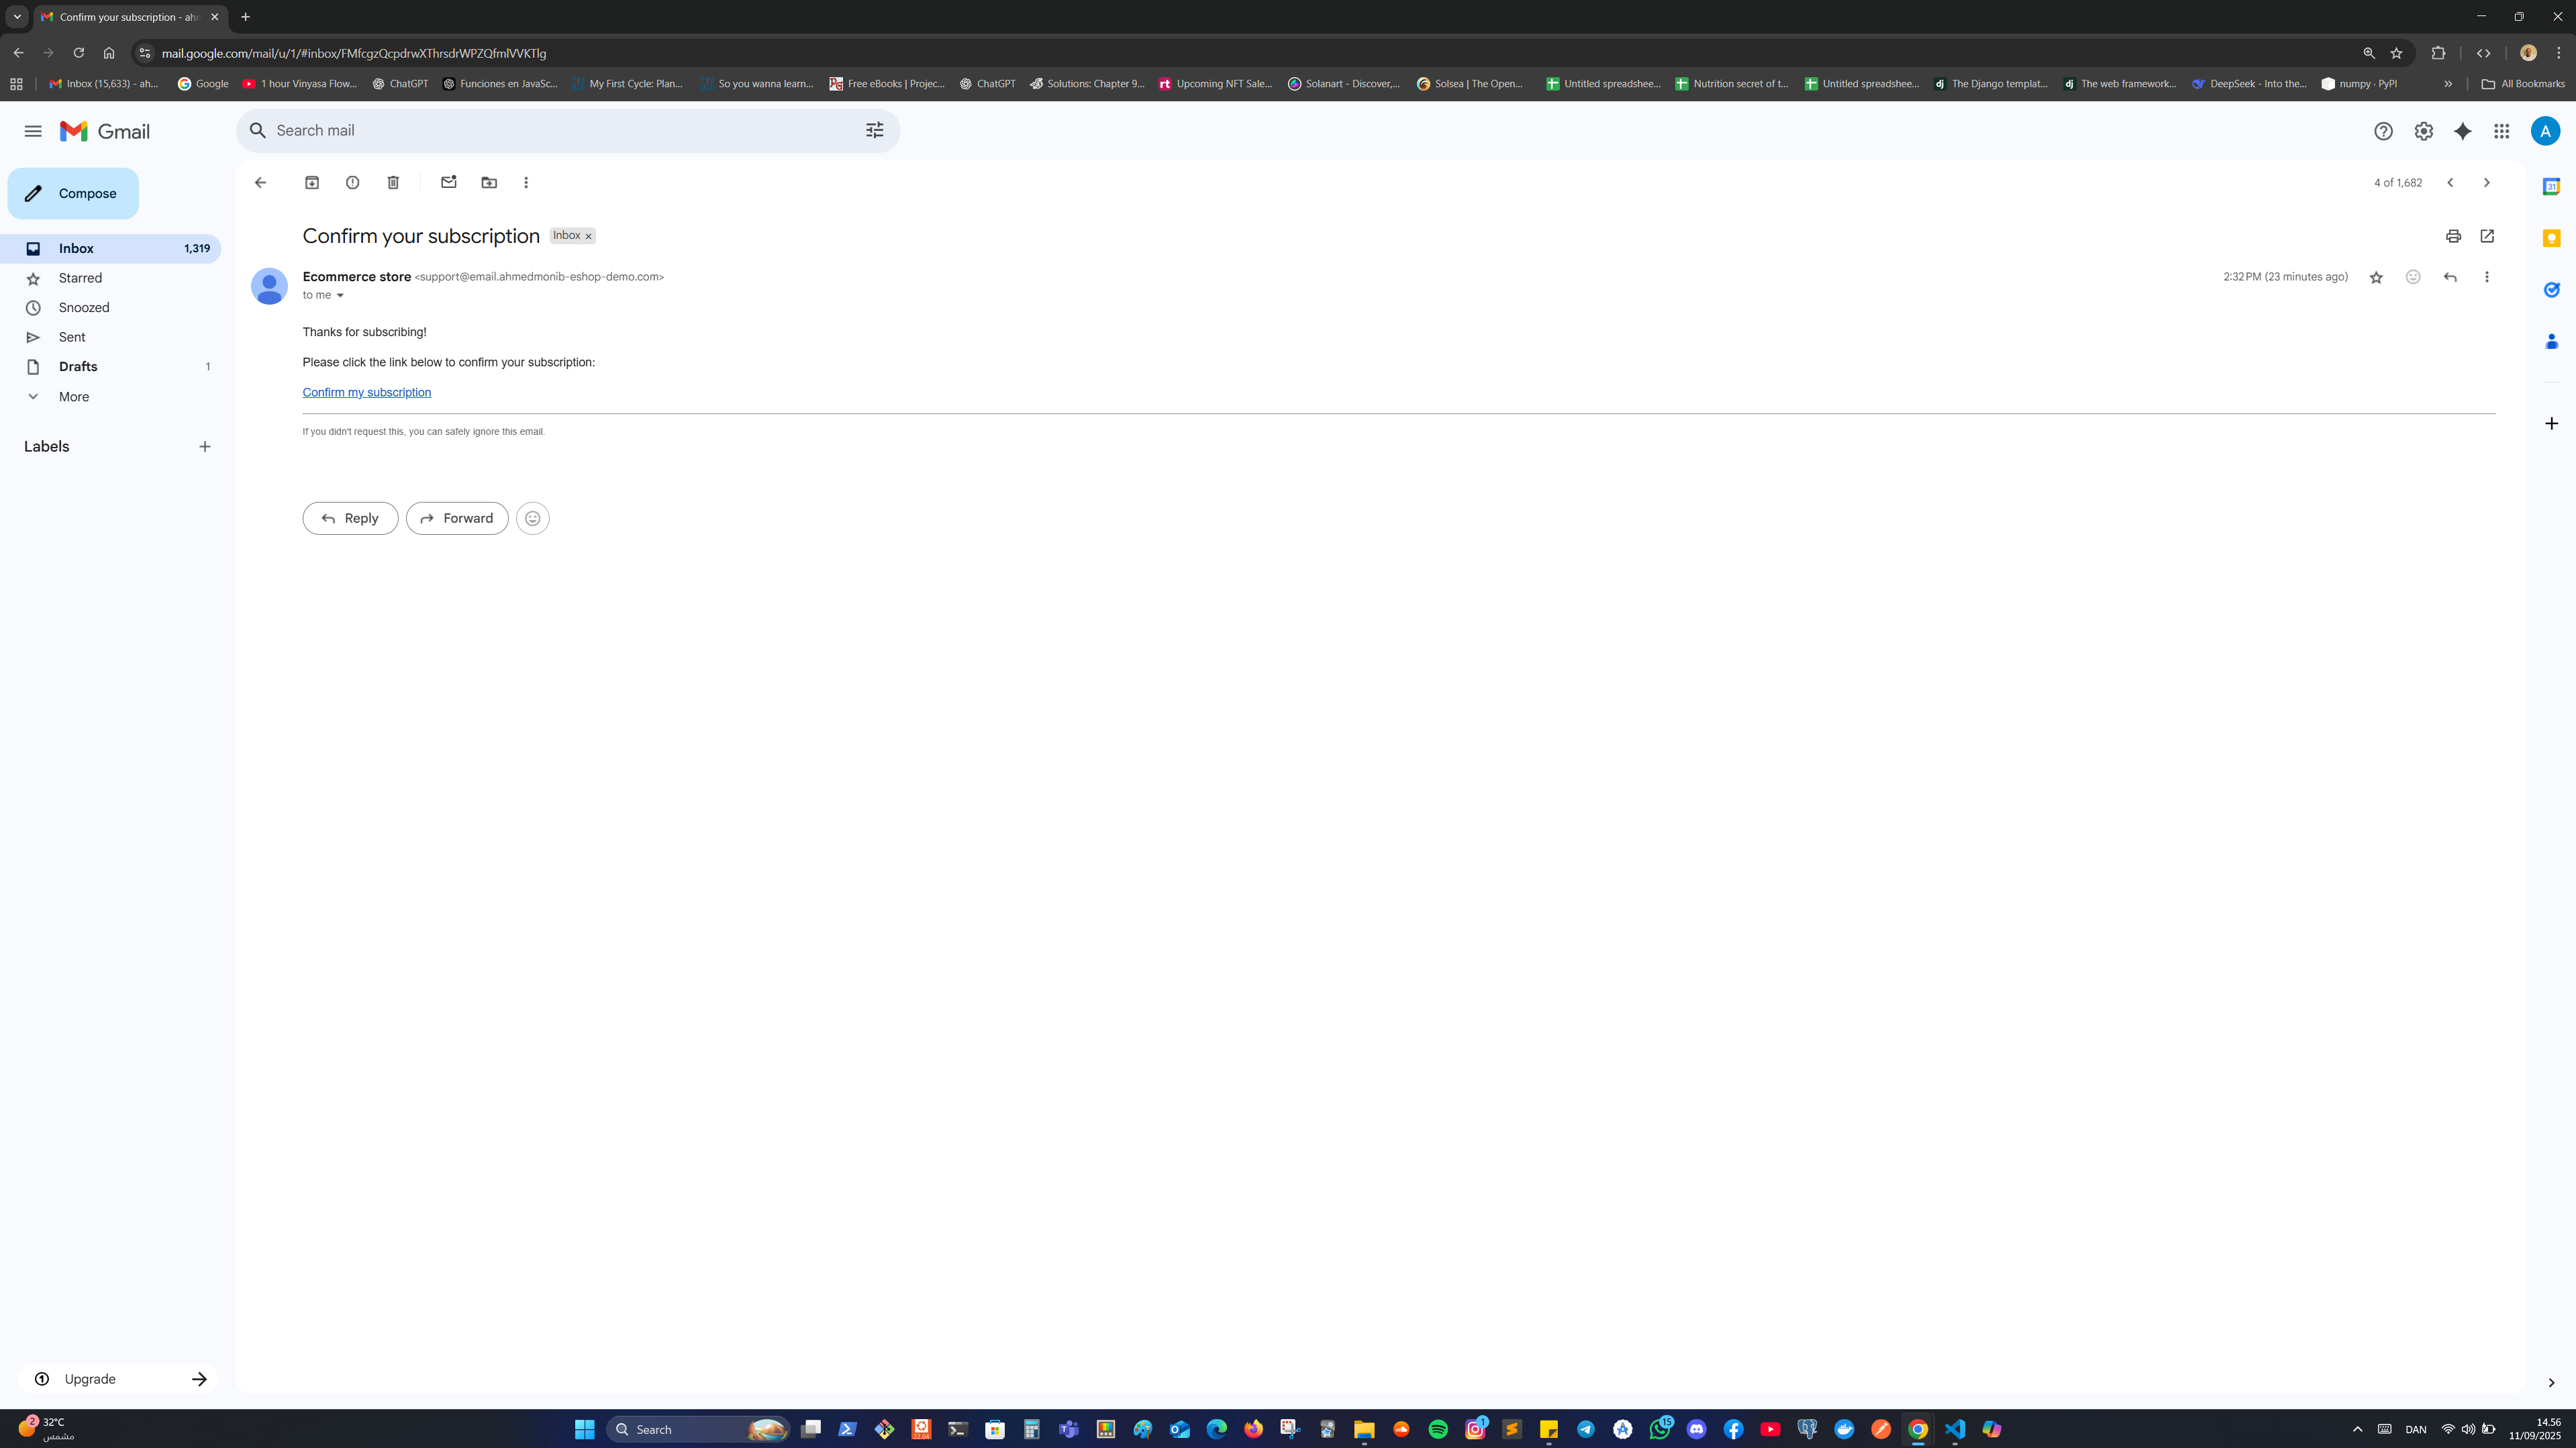 Confirm your subscription - ahm
mail.google.com/mail/u/1/#inbox/FMfcgzQcpdrwXThrsdrWPZQfmlVVKTlg
Inbox (15,633) - ah... Google 1 hour Vinyasa Flow... ChatGPT Funciones en JavaSc... My First Cycle: Plan... So you wanna learn... Free eBooks | Projec... ChatGPT Solutions: Chapter 9... Upcoming NFT Sale... Solanart - Discover,... Solsea | The Open... Untitled spreadshee... Nutrition secret of t... Untitled spreadshee... The Django templat... The web framework... DeepSeek - Into the... numpy · PyPI » All Bookmarks
Gmail
Search mail
A
Compose
4 of 1,682
Confirm your subscription Inbox ×
Inbox 1,319
Starred
Snoozed
Sent
Drafts 1
More
Labels
Ecommerce store <support@email.ahmedmonib-eshop-demo.com>
2:32 PM (23 minutes ago)
to me
Thanks for subscribing!
Please click the link below to confirm your subscription:
Confirm my subscription
If you didn't request this, you can safely ignore this email.
Reply
Forward
Upgrade
2
32°C
مشمس
Search
22.04
1
15
DAN
14.56
11/09/2025